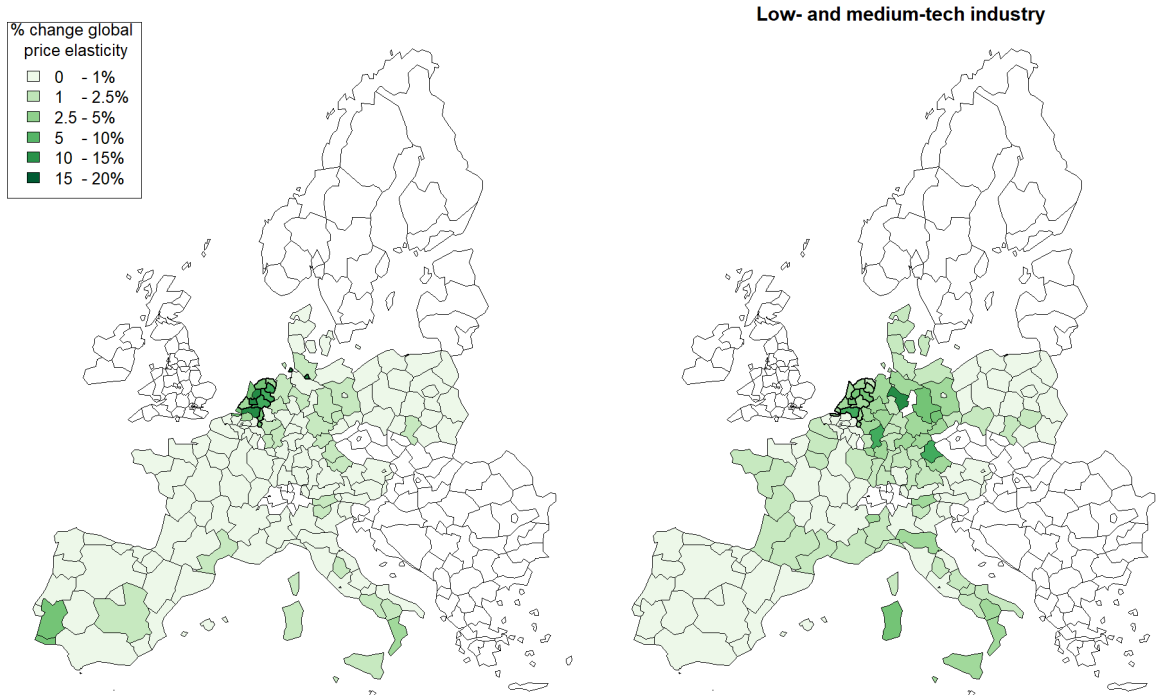 Low- and medium-tech industry
% change global
price elasticity
0 - 1%
1 - 2.5%
2.5 - 5%
5 - 10%
10 - 15%
15 - 20%